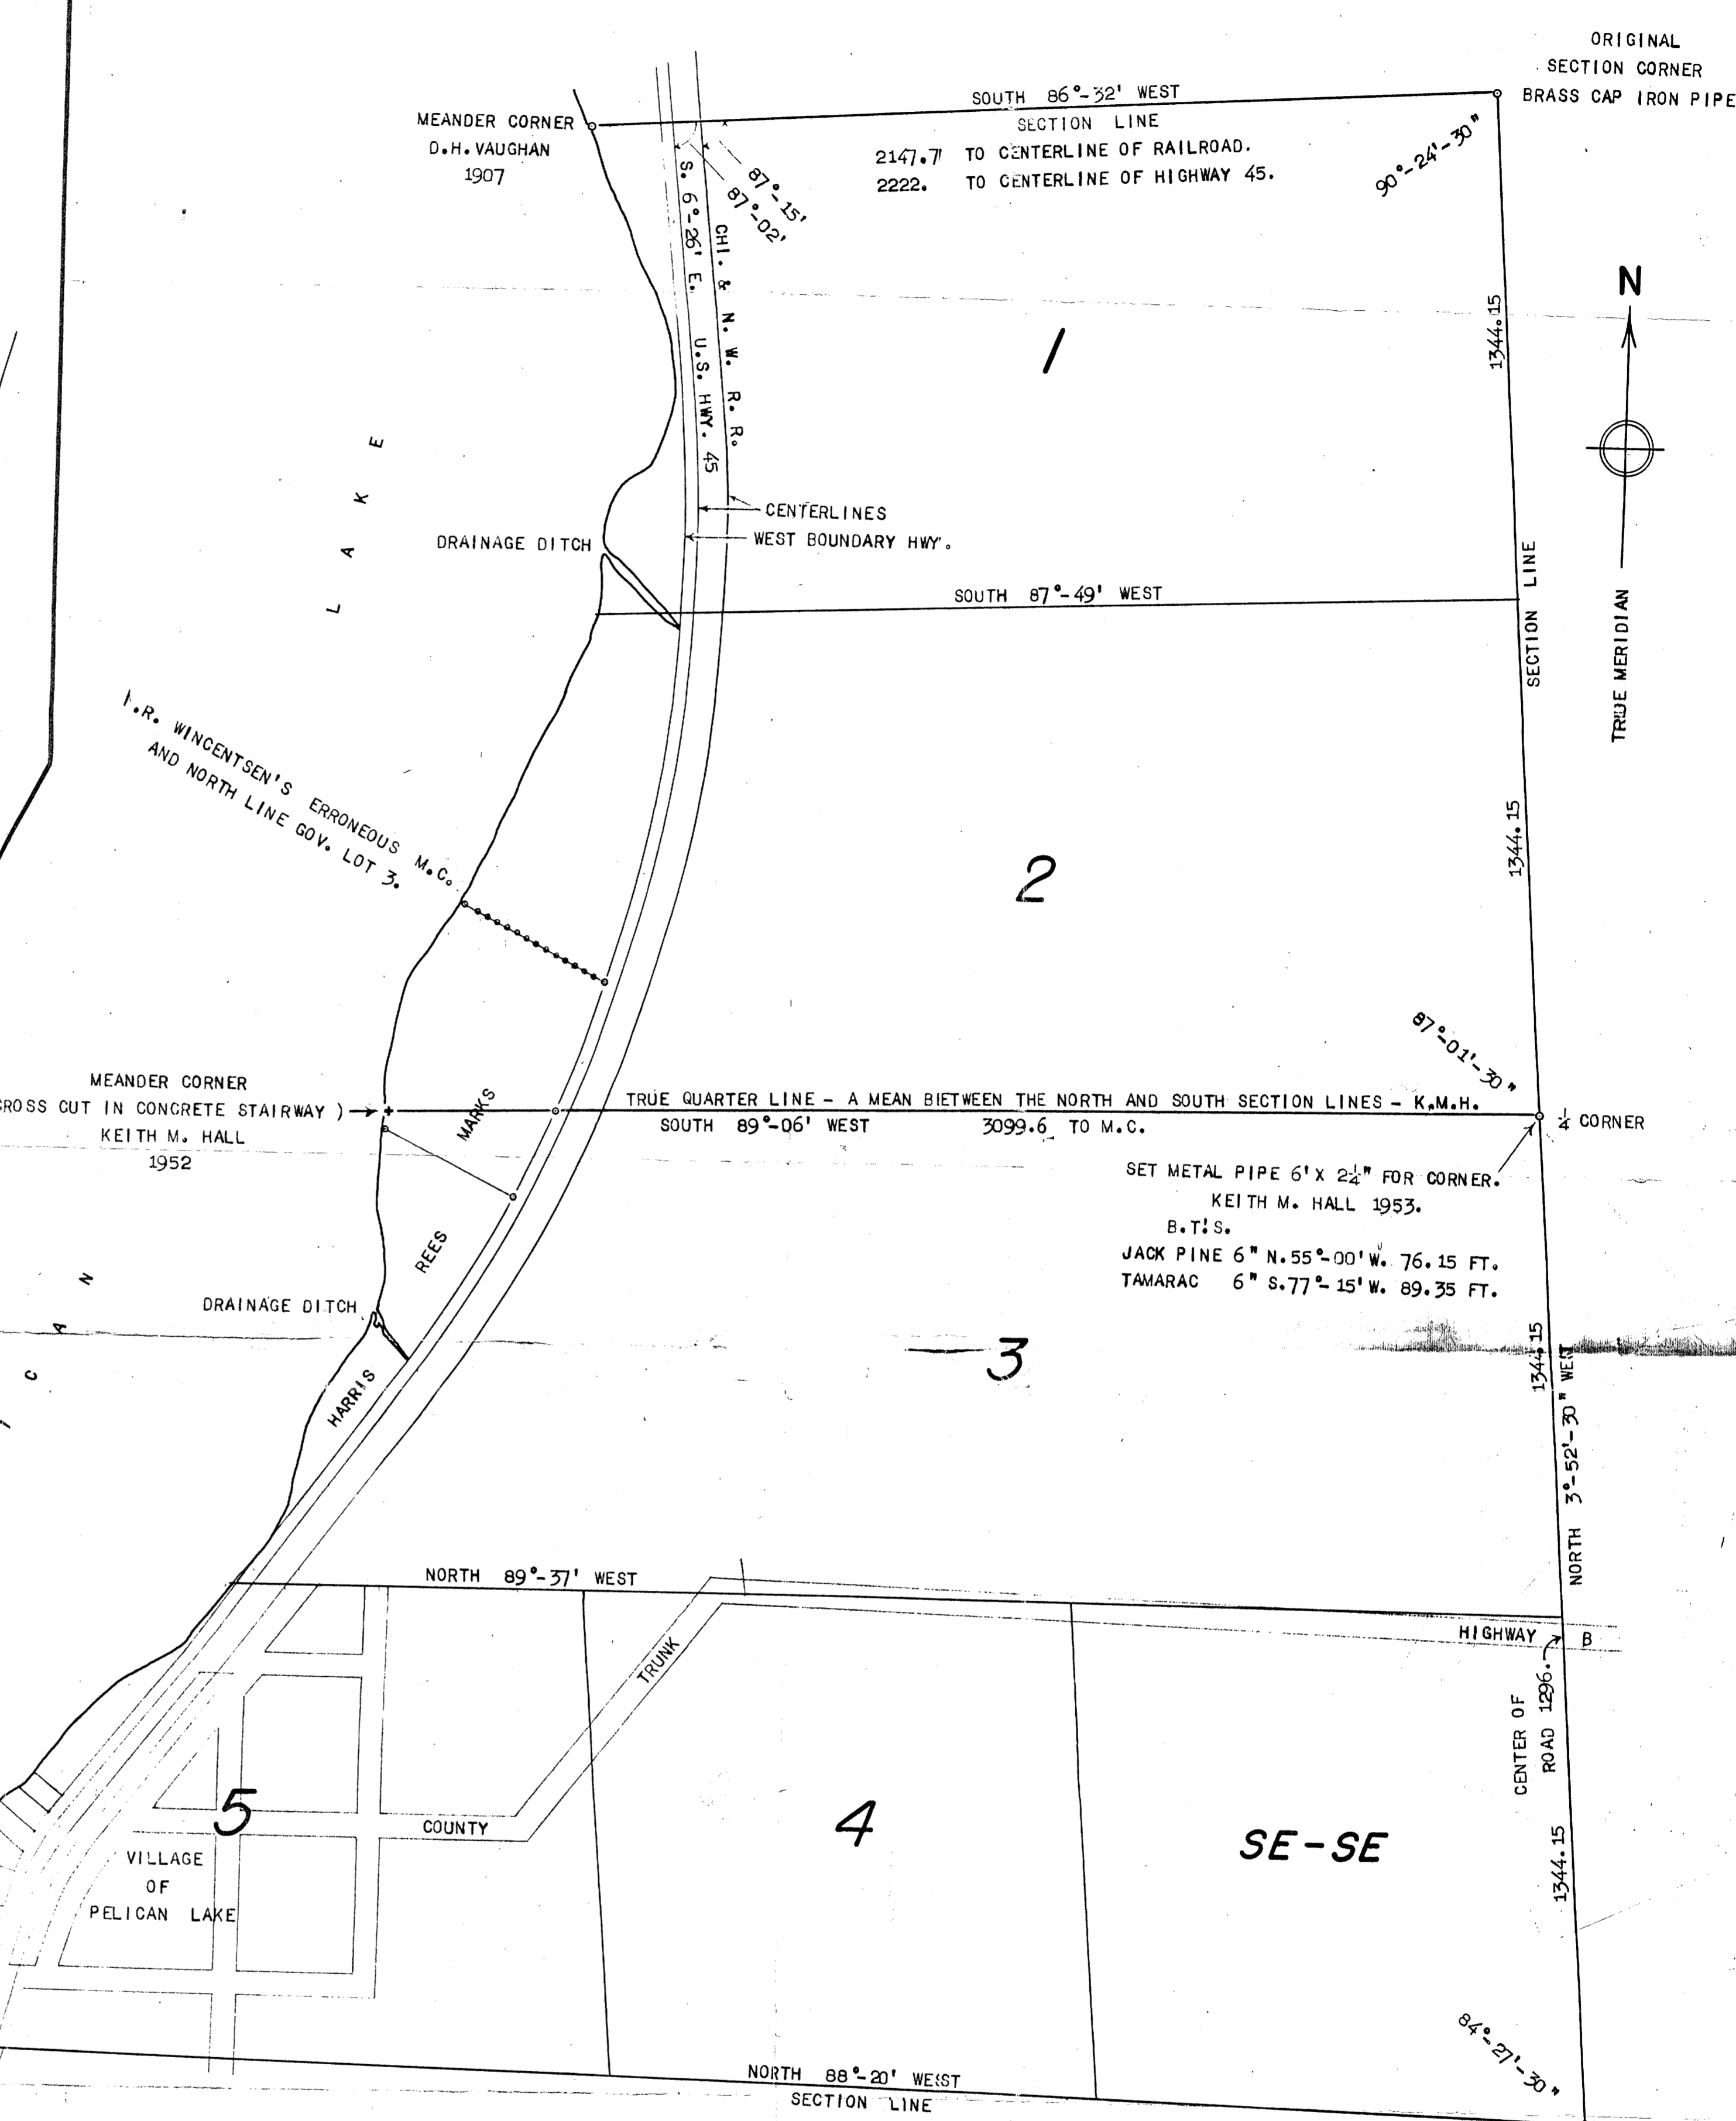 ORIGINAL
SECTION CORNER
BRASS CAP IRON PIPE
SOUTH 86°-32' WEST
SECTION LINE
2147.7' TO CENTERLINE OF RAILROAD.
2222. TO CENTERLINE OF HIGHWAY 45.
MEANDER CORNER
D.H. VAUGHAN
1907
90°-24'-30"
87°-15'
87°-02'
S. 6°-26' E. U.S. HWY. 45
CHI. & N. W. R. R.
N
1344.15
1
LAKE
CENTERLINES
WEST BOUNDARY HWY.
DRAINAGE DITCH
SOUTH 87°-49' WEST
SECTION LINE
TRUE MERIDIAN
I.R. WINCENTSEN'S ERRONEOUS M.C.
AND NORTH LINE GOV. LOT 3.
1344.15
2
87°-01'-30"
MEANDER CORNER
CROSS CUT IN CONCRETE STAIRWAY )
KEITH M. HALL
1952
MARKS
TRUE QUARTER LINE - A MEAN BIETWEEN THE NORTH AND SOUTH SECTION LINES - K.M.H.
SOUTH 89°-06' WEST 3099.6 TO M.C.
1/4 CORNER
SET METAL PIPE 6' X 2 1/4" FOR CORNER.
KEITH M. HALL 1953.
B.T.'S.
JACK PINE 6" N.55°-00' W. 76.15 FT.
TAMARAC 6" S.77°-15' W. 89.35 FT.
REES
DRAINAGE DITCH
I C A N
HARRIS
3
1344.15
NORTH 3°-52'-30" WEST
NORTH 89°-37' WEST
HIGHWAY B
TRUNK
COUNTY
CENTER OF
ROAD 1296.
5
4
SE-SE
1344.15
VILLAGE
OF
PELICAN LAKE
84°-27'-30"
NORTH 88°-20' WEST
SECTION LINE